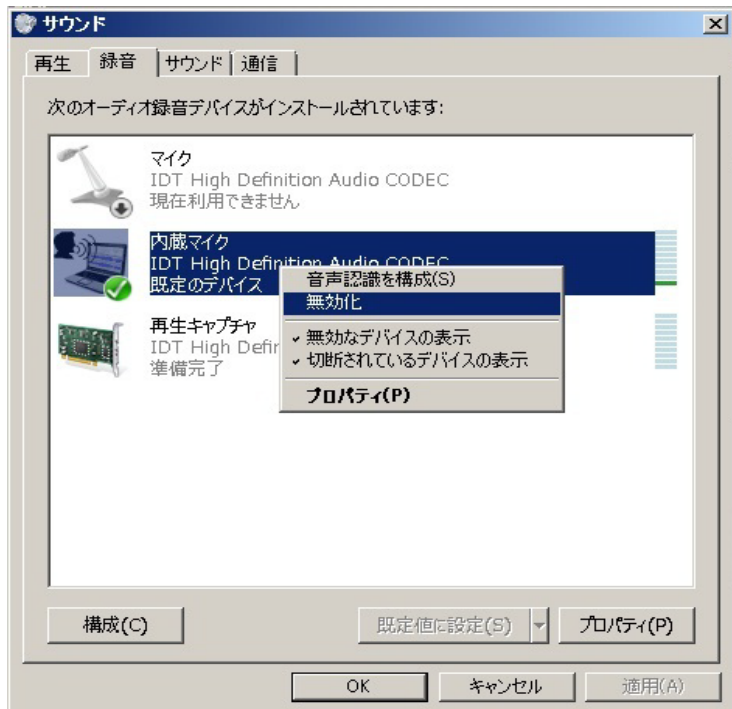 サウンド
再生 録音 サウンド 通信
次のオーディオ録音デバイスがインストールされています:
マイク
IDT High Definition Audio CODEC
現在利用できません
内蔵マイク
IDT High Definition Audio CODEC
既定のデバイス
音声認識を構成(S)
無効化
無効なデバイスの表示
切断されているデバイスの表示
プロパティ(P)
再生キャプチャ
IDT High Defin
準備完了
構成(C) 既定値に設定(S) プロパティ(P)
OK キャンセル 適用(A)